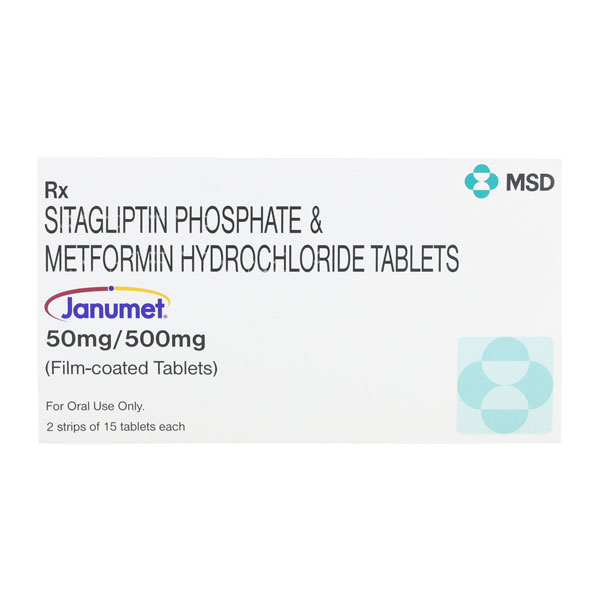 Rx
MSD
SITAGLIPTIN PHOSPHATE &
METFORMIN HYDROCHLORIDE TABLETS
Janumet®
50mg/500mg
(Film-coated Tablets)
For Oral Use Only.
2 strips of 15 tablets each